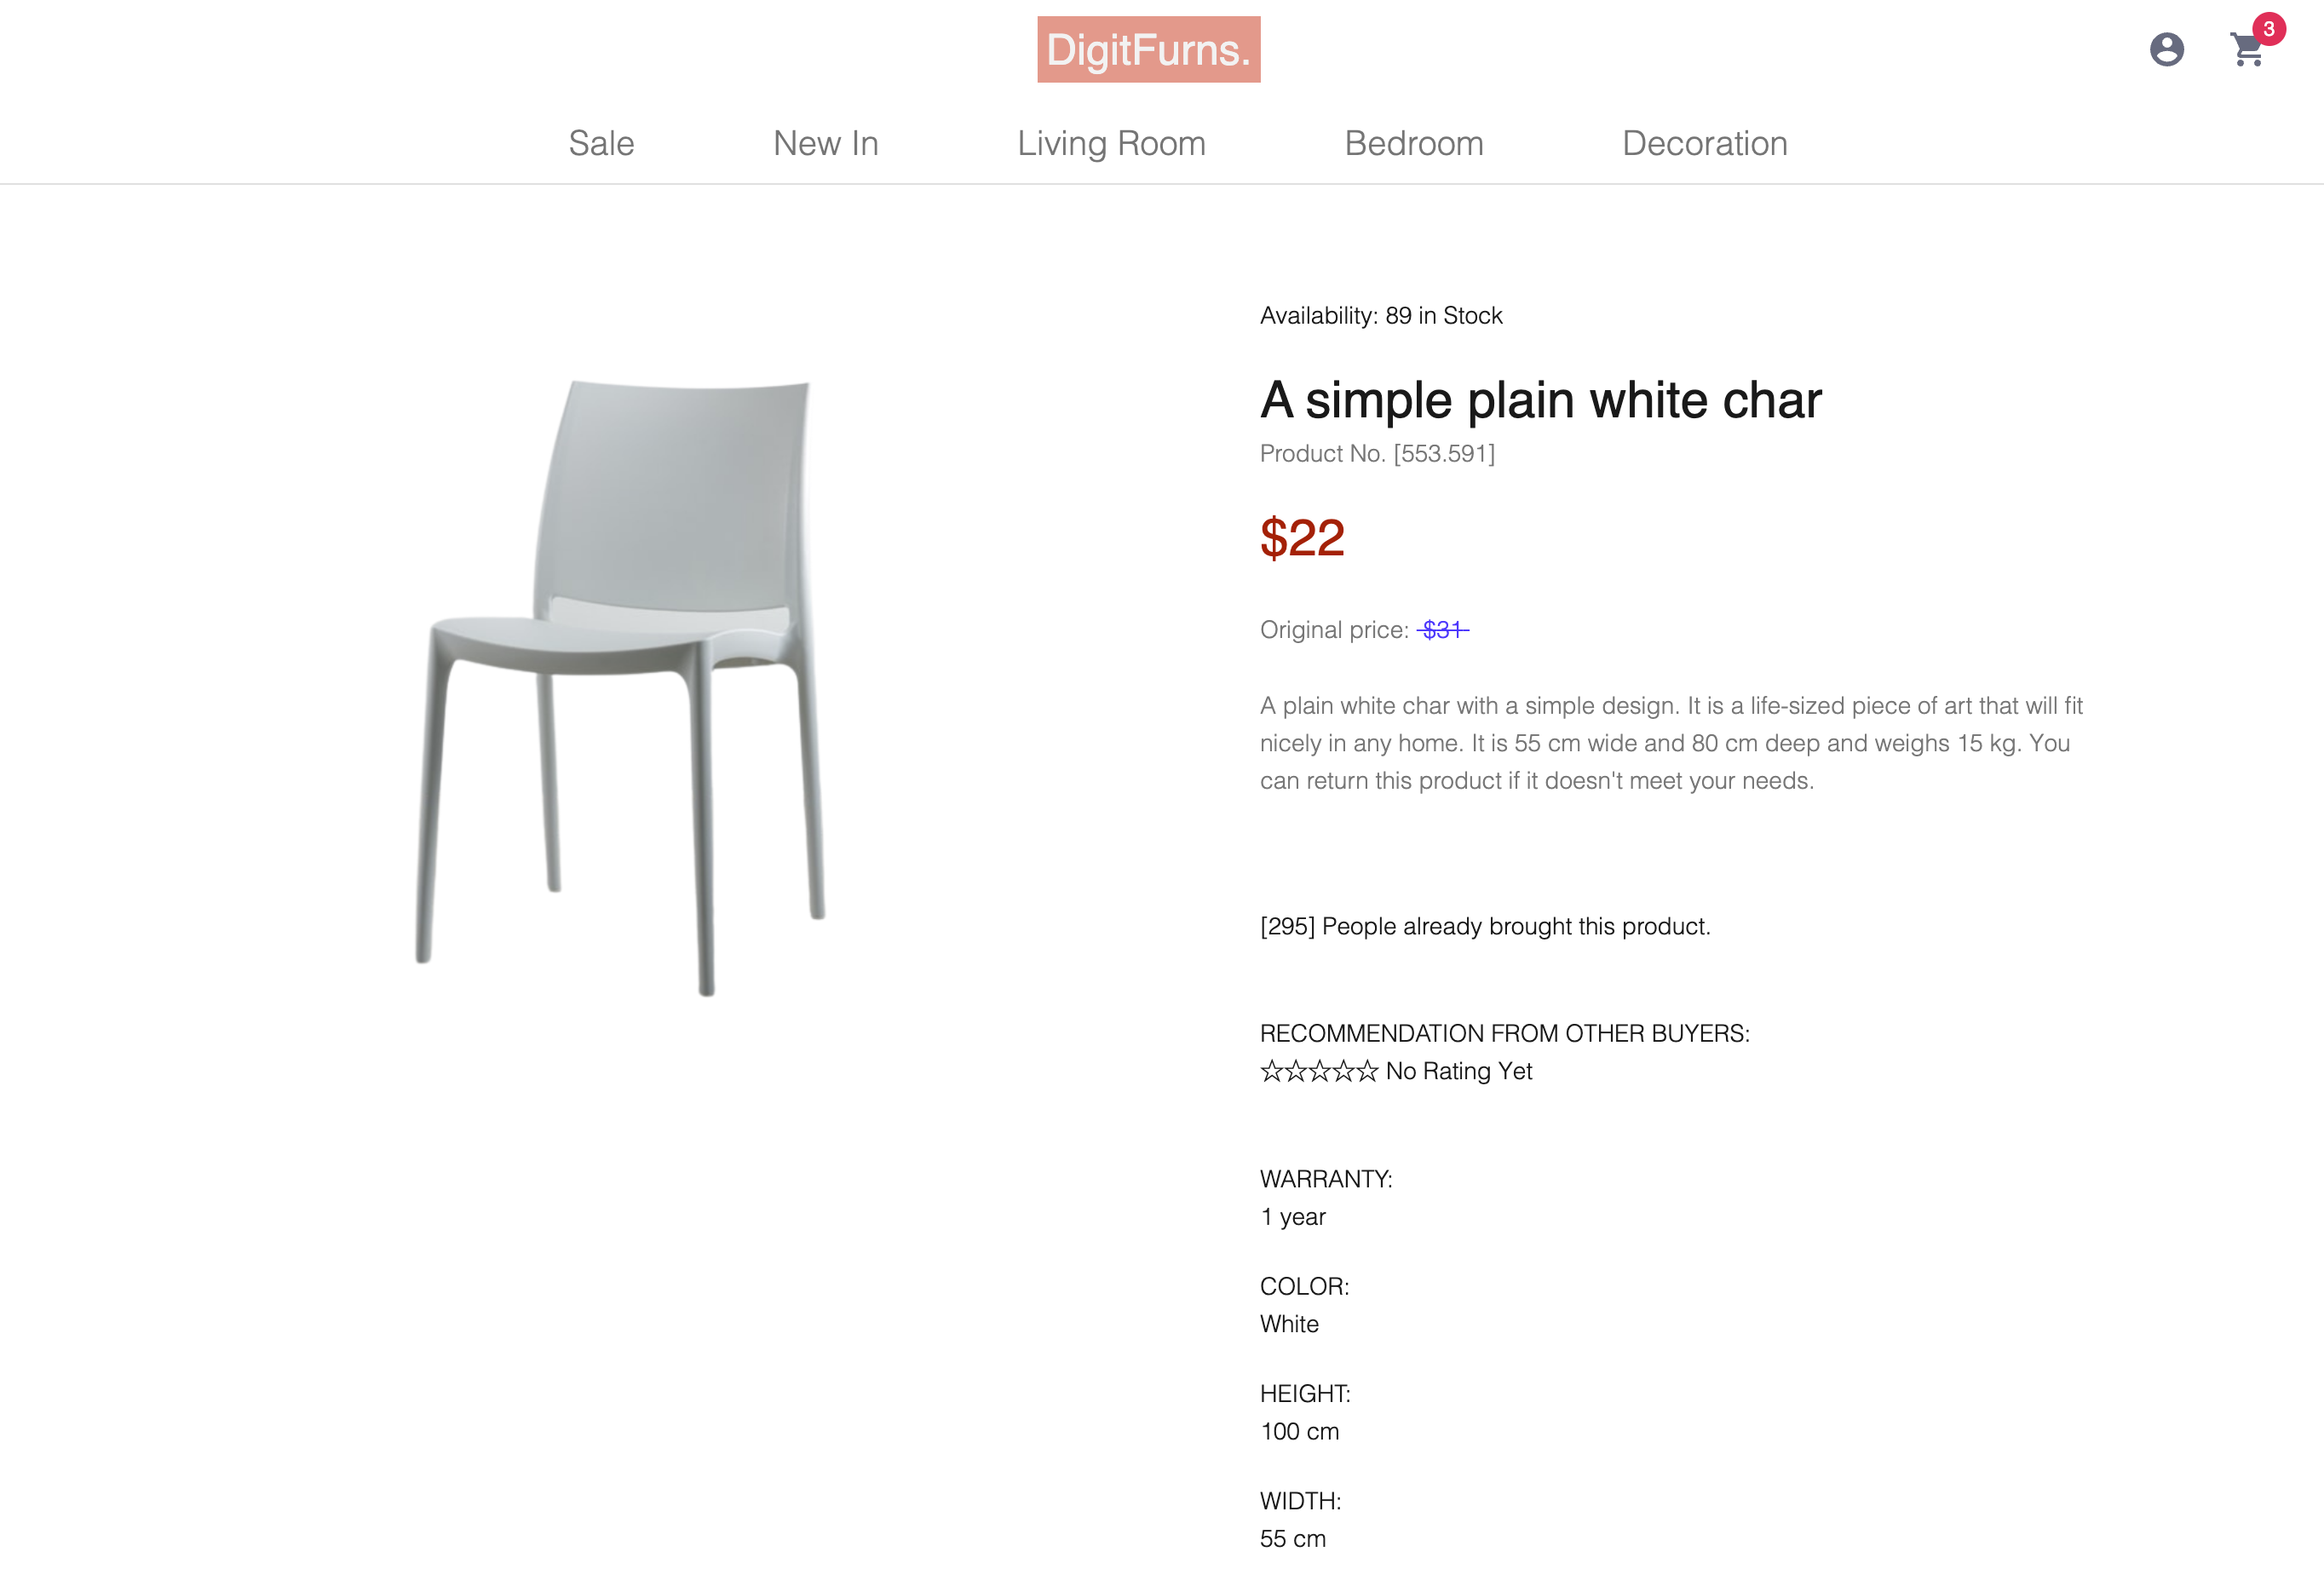 DigitFurns.
3
Sale
New In
Living Room
Bedroom
Decoration
Availability: 89 in Stock
A simple plain white char
Product No. [553.591]
$22
Original price: $31
A plain white char with a simple design. It is a life-sized piece of art that will fit
nicely in any home. It is 55 cm wide and 80 cm deep and weighs 15 kg. You
can return this product if it doesn't meet your needs.
[295] People already brought this product.
RECOMMENDATION FROM OTHER BUYERS:
☆☆☆☆☆ No Rating Yet
WARRANTY:
1 year
COLOR:
White
HEIGHT:
100 cm
WIDTH:
55 cm